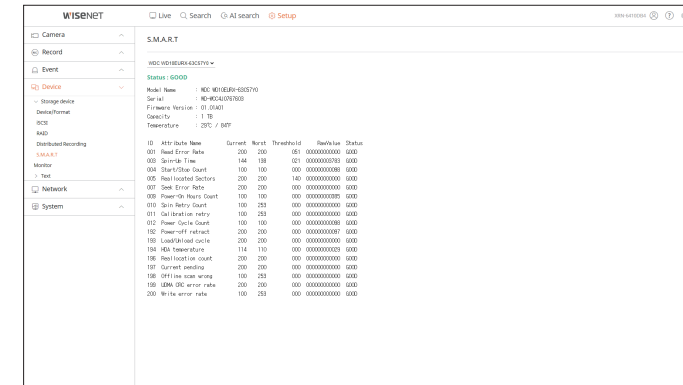 WISENET
Live Search AI search Setup
Camera
Record
Event
Device
Storage device
Device/Format
iSCSI
RAID
Distributed Recording
S.M.A.R.T
Monitor
Text
Network
System
S.M.A.R.T
WDC WD10EURX-63C57Y0
Status : GOOD
Model Name : WDC WD10EURX-63C57Y0
Serial : WD-WCC4J0767603
Firmware Version : 01.01A01
Capacity : 1 TB
Temperature : 29℃ / 84℉
ID Attribute Name Current Worst Threshhold RawValue Status
001 Read Error Rate 200 200 051 000000000000 GOOD
003 Spin-Up Time 144 138 021 000000003783 GOOD
004 Start/Stop Count 100 100 000 000000000098 GOOD
005 Reallocated Sectors 200 200 140 000000000000 GOOD
007 Seek Error Rate 200 200 000 000000000000 GOOD
009 Power-On Hours Count 100 100 000 000000000085 GOOD
010 Spin Retry Count 100 253 000 000000000000 GOOD
011 Calibration retry 100 253 000 000000000000 GOOD
012 Power Cycle Count 100 100 000 000000000098 GOOD
192 Power-off retract 200 200 000 000000000097 GOOD
193 Load/Unload cycle 200 200 000 000000000000 GOOD
194 HDA temperature 114 110 000 000000000029 GOOD
196 Reallocation count 200 200 000 000000000000 GOOD
197 Current pending 200 200 000 000000000000 GOOD
198 Offline scan wrong 100 253 000 000000000000 GOOD
199 UDMA CRC error rate 200 200 000 000000000000 GOOD
200 Write error rate 100 253 000 000000000000 GOOD